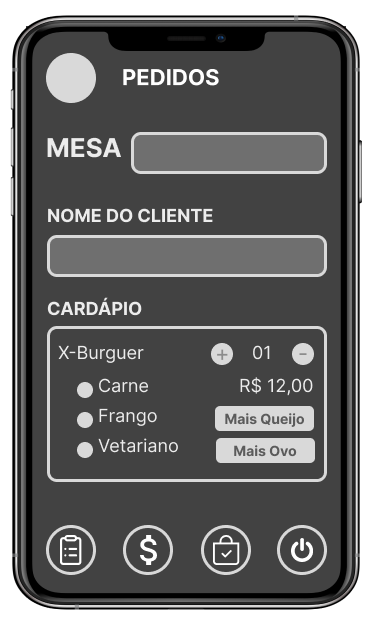 PEDIDOS
MESA
NOME DO CLIENTE
CARDÁPIO
X-Burguer + 01 -
Carne R$ 12,00
Frango Mais Queijo
Vetariano Mais Ovo